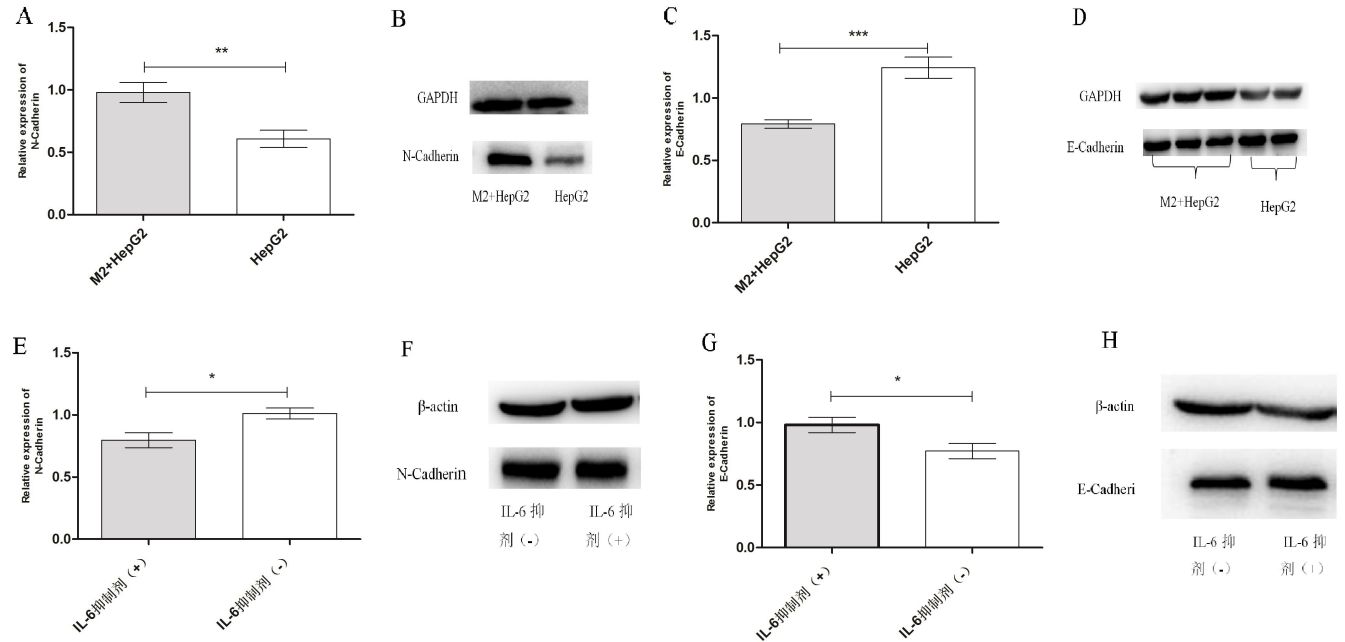 A
Relative expression of
N-Cadherin
1.5
1.0
0.5
0.0
**
M2+HepG2
HepG2
B
GAPDH
N-Cadherin
M2+HepG2
HepG2
C
Relative expression of
E-Cadherin
1.5
1.0
0.5
0.0
***
M2+HepG2
HepG2
D
GAPDH
E-Cadherin
M2+HepG2
HepG2
E
Relative expression of
N-Cadherin
1.5
1.0
0.5
0.0
*
IL-6抑制剂（+）
IL-6抑制剂（-）
F
β-actin
N-Cadherin
IL-6 抑
剂（-）
IL-6 抑
剂（+）
G
Relative expression of
E-Cadherin
1.5
1.0
0.5
0.0
*
IL-6抑制剂（+）
IL-6抑制剂（-）
H
β-actin
E-Cadheri
IL-6 抑
剂（-）
IL-6 抑
剂（+）